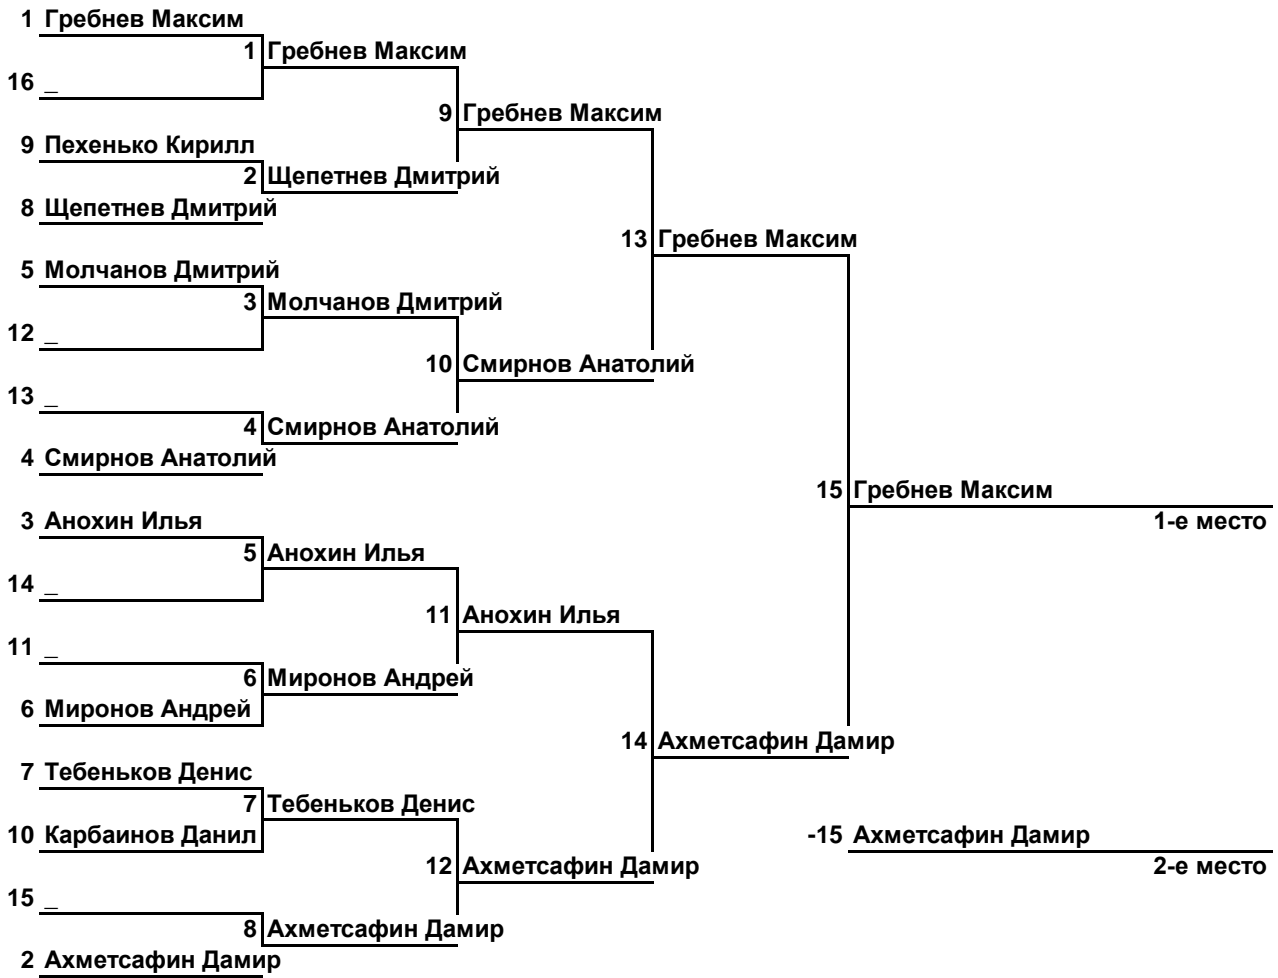 1 Гребнев Максим
1 Гребнев Максим
16 _
9 Гребнев Максим
9 Пехенько Кирилл
2 Щепетнев Дмитрий
8 Щепетнев Дмитрий
13 Гребнев Максим
5 Молчанов Дмитрий
3 Молчанов Дмитрий
12 _
10 Смирнов Анатолий
13 _
4 Смирнов Анатолий
4 Смирнов Анатолий
15 Гребнев Максим
3 Анохин Илья
1-е место
5 Анохин Илья
14 _
11 Анохин Илья
11 _
6 Миронов Андрей
6 Миронов Андрей
14 Ахметсафин Дамир
7 Тебеньков Денис
7 Тебеньков Денис
10 Карбаинов Данил
-15 Ахметсафин Дамир
12 Ахметсафин Дамир
2-е место
15 _
8 Ахметсафин Дамир
2 Ахметсафин Дамир